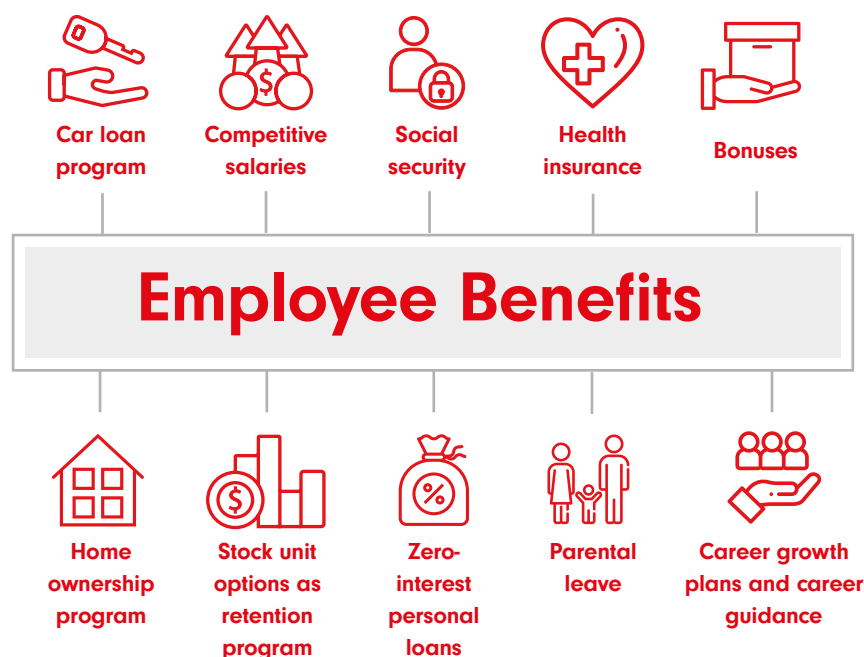 Car loan
program
Competitive
salaries
Social
security
Health
insurance
Bonuses
Employee Benefits
Home
ownership
program
Stock unit
options as
retention
program
Zero-
interest
personal
loans
Parental
leave
Career growth
plans and career
guidance